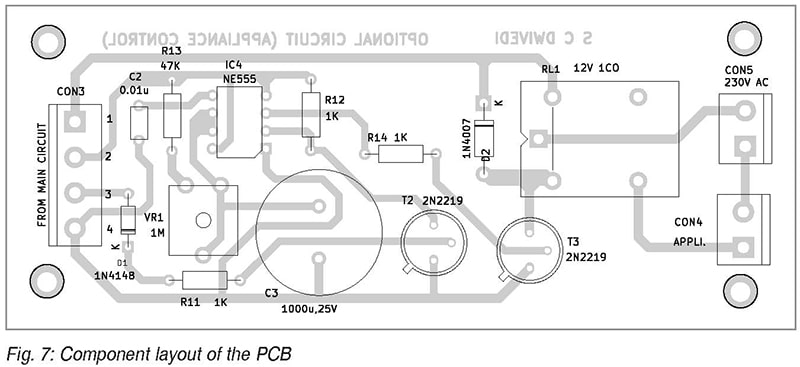 OPTIONAL CIRCUIT (APPLIANCE CONTROL)
S C DWIVEDI
R13
47K
IC4
NE555
RL1 12V 1CO
CON5
230V AC
CON3
C2
0.01u
R12
1K
K
1
2
3
4
FROM MAIN CIRCUIT
R14 1K
1N4007
D2
VR1
1M
T2 2N2219
CON4
APPLI.
T3
2N2219
K
D1
1N4148
R11 1K
C3
1000u,25V
Fig. 7: Component layout of the PCB